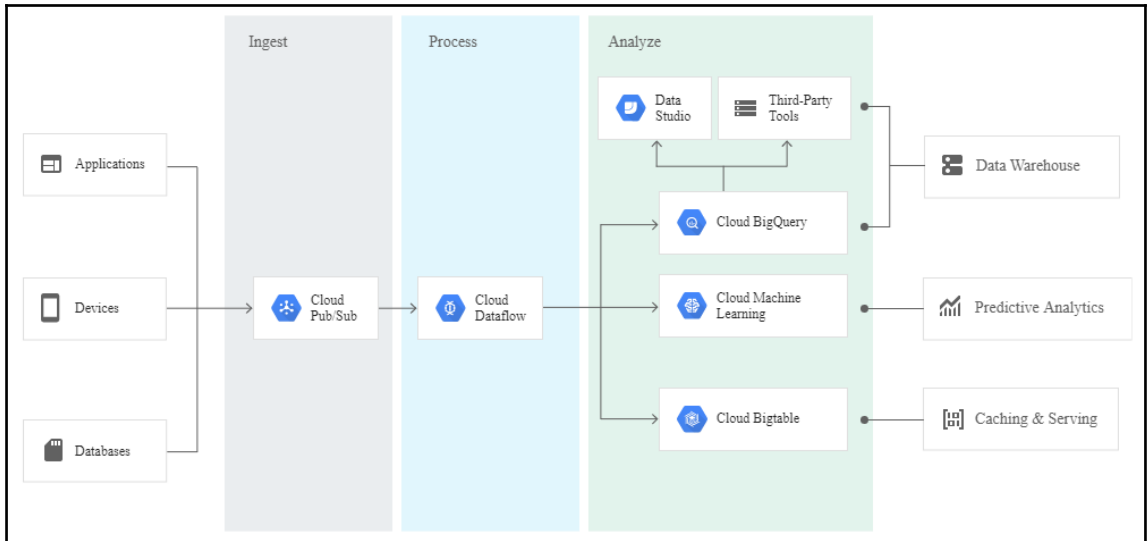 Ingest
Process
Analyze
Data
Studio
Third-Party
Tools
Applications
Data Warehouse
Cloud BigQuery
Devices
Cloud
Pub/Sub
Cloud
Dataflow
Cloud Machine
Learning
Predictive Analytics
Databases
Cloud Bigtable
Caching & Serving